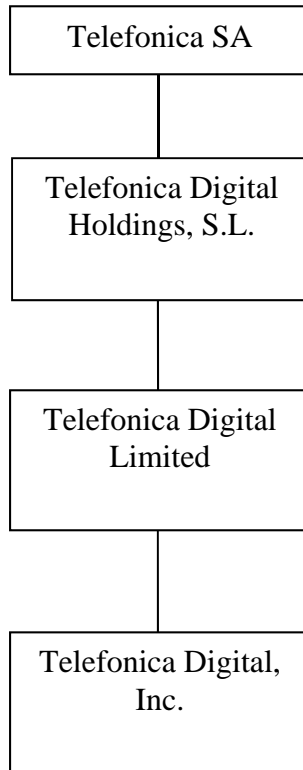 Telefonica SA
Telefonica Digital
Holdings, S.L.
Telefonica Digital
Limited
Telefonica Digital,
Inc.